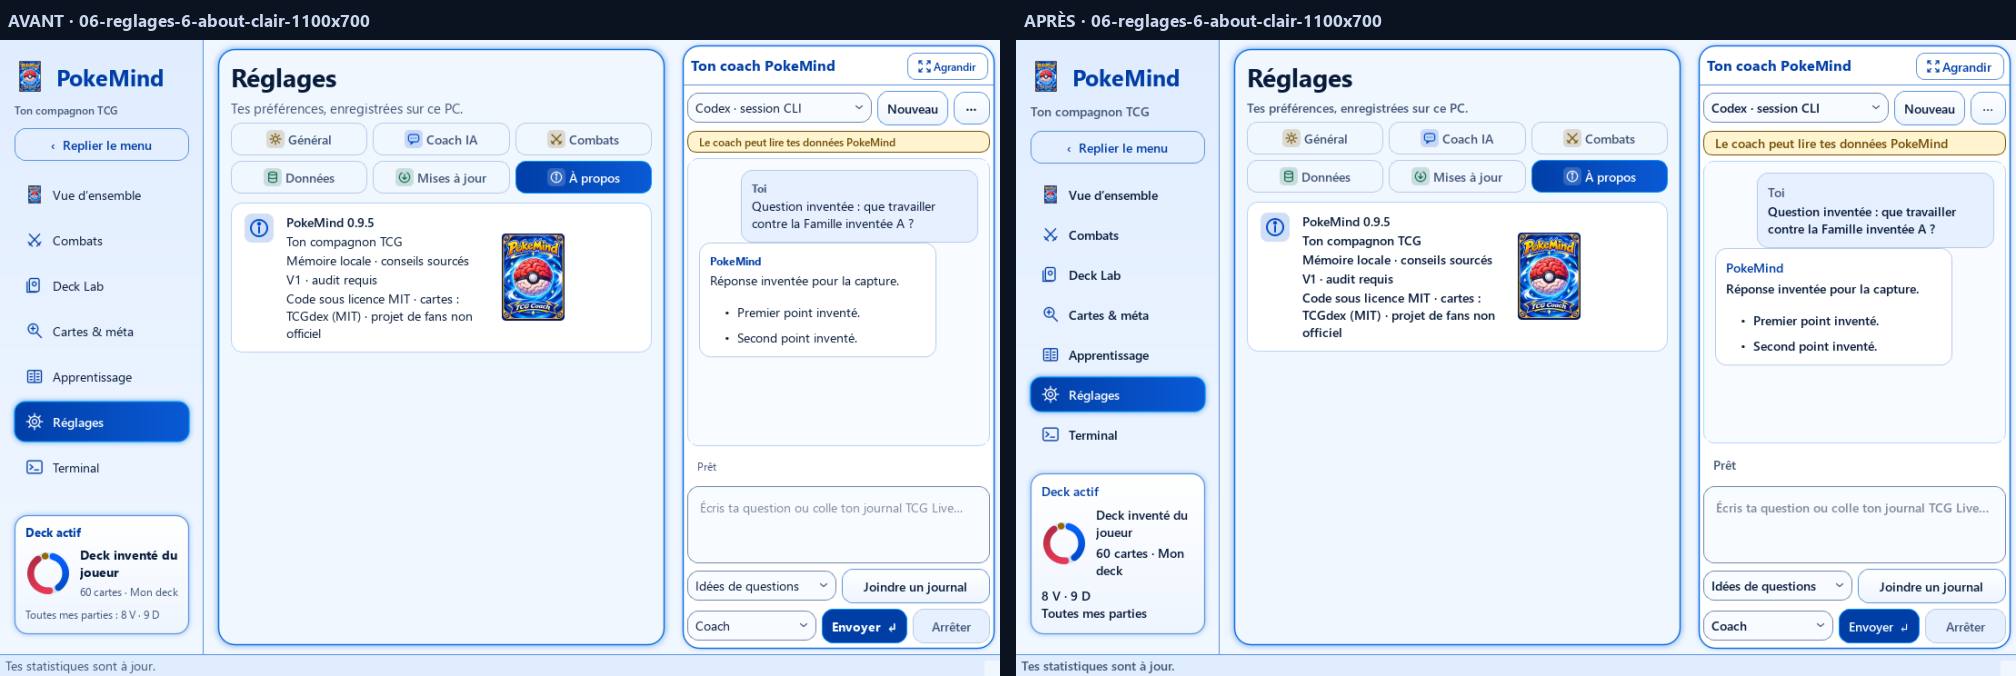 AVANT · 06-reglages-6-about-clair-1100x700
PokeMind
Ton compagnon TCG
‹ Replier le menu
Vue d'ensemble
Combats
Deck Lab
Cartes & méta
Apprentissage
Réglages
Terminal
Deck actif
Deck inventé du
joueur
60 cartes · Mon deck
Toutes mes parties : 8 V · 9 D
Réglages
Tes préférences, enregistrées sur ce PC.
Général
Coach IA
Combats
Données
Mises à jour
À propos
PokeMind 0.9.5
Ton compagnon TCG
Mémoire locale · conseils sourcés
V1 · audit requis
Code sous licence MIT · cartes :
TCGdex (MIT) · projet de fans non
officiel
PokeMind
TCG Coach
Ton coach PokeMind
Agrandir
Codex · session CLI
Nouveau
...
Le coach peut lire tes données PokeMind
Toi
Question inventée : que travailler
contre la Famille inventée A ?
PokeMind
Réponse inventée pour la capture.
• Premier point inventé.
• Second point inventé.
Prêt
Écris ta question ou colle ton journal TCG Live...
Idées de questions
Joindre un journal
Coach
Envoyer ↲
Arrêter
Tes statistiques sont à jour.
APRÈS · 06-reglages-6-about-clair-1100x700
PokeMind
Ton compagnon TCG
‹ Replier le menu
Vue d'ensemble
Combats
Deck Lab
Cartes & méta
Apprentissage
Réglages
Terminal
Deck actif
Deck inventé du
joueur
60 cartes · Mon
deck
8 V · 9 D
Toutes mes parties
Réglages
Tes préférences, enregistrées sur ce PC.
Général
Coach IA
Combats
Données
Mises à jour
À propos
PokeMind 0.9.5
Ton compagnon TCG
Mémoire locale · conseils sourcés
V1 · audit requis
Code sous licence MIT · cartes :
TCGdex (MIT) · projet de fans non
officiel
PokeMind
TCG Coach
Ton coach PokeMind
Agrandir
Codex · session CLI
Nouveau
...
Le coach peut lire tes données PokeMind
Toi
Question inventée : que travailler
contre la Famille inventée A ?
PokeMind
Réponse inventée pour la capture.
• Premier point inventé.
• Second point inventé.
Prêt
Écris ta question ou colle ton journal TCG Live...
Idées de questions
Joindre un journal
Coach
Envoyer ↲
Arrêter
Tes statistiques sont à jour.